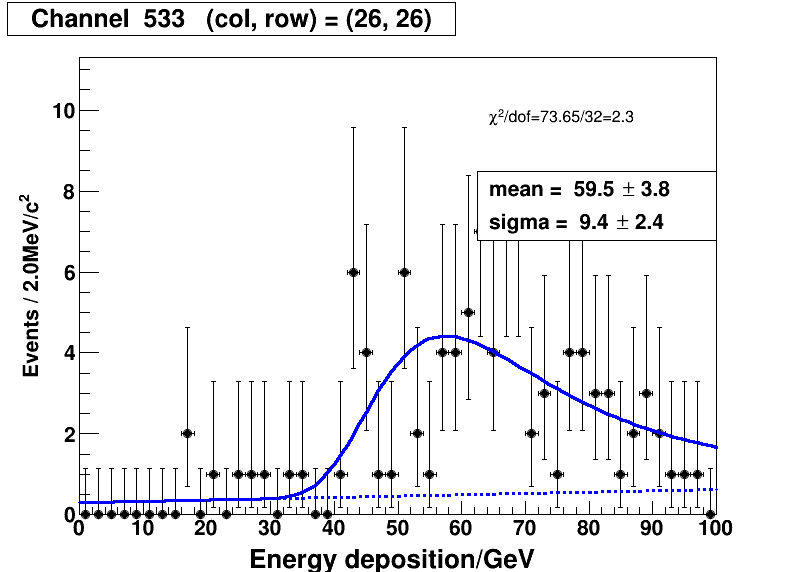 Channel  533   (col, row) = (26, 26)
χ²/dof=73.65/32=2.3
mean =  59.5 ± 3.8
sigma =  9.4 ± 2.4
Events / 2.0MeV/c²
10
8
6
4
2
0
0 10 20 30 40 50 60 70 80 90 100
Energy deposition/GeV